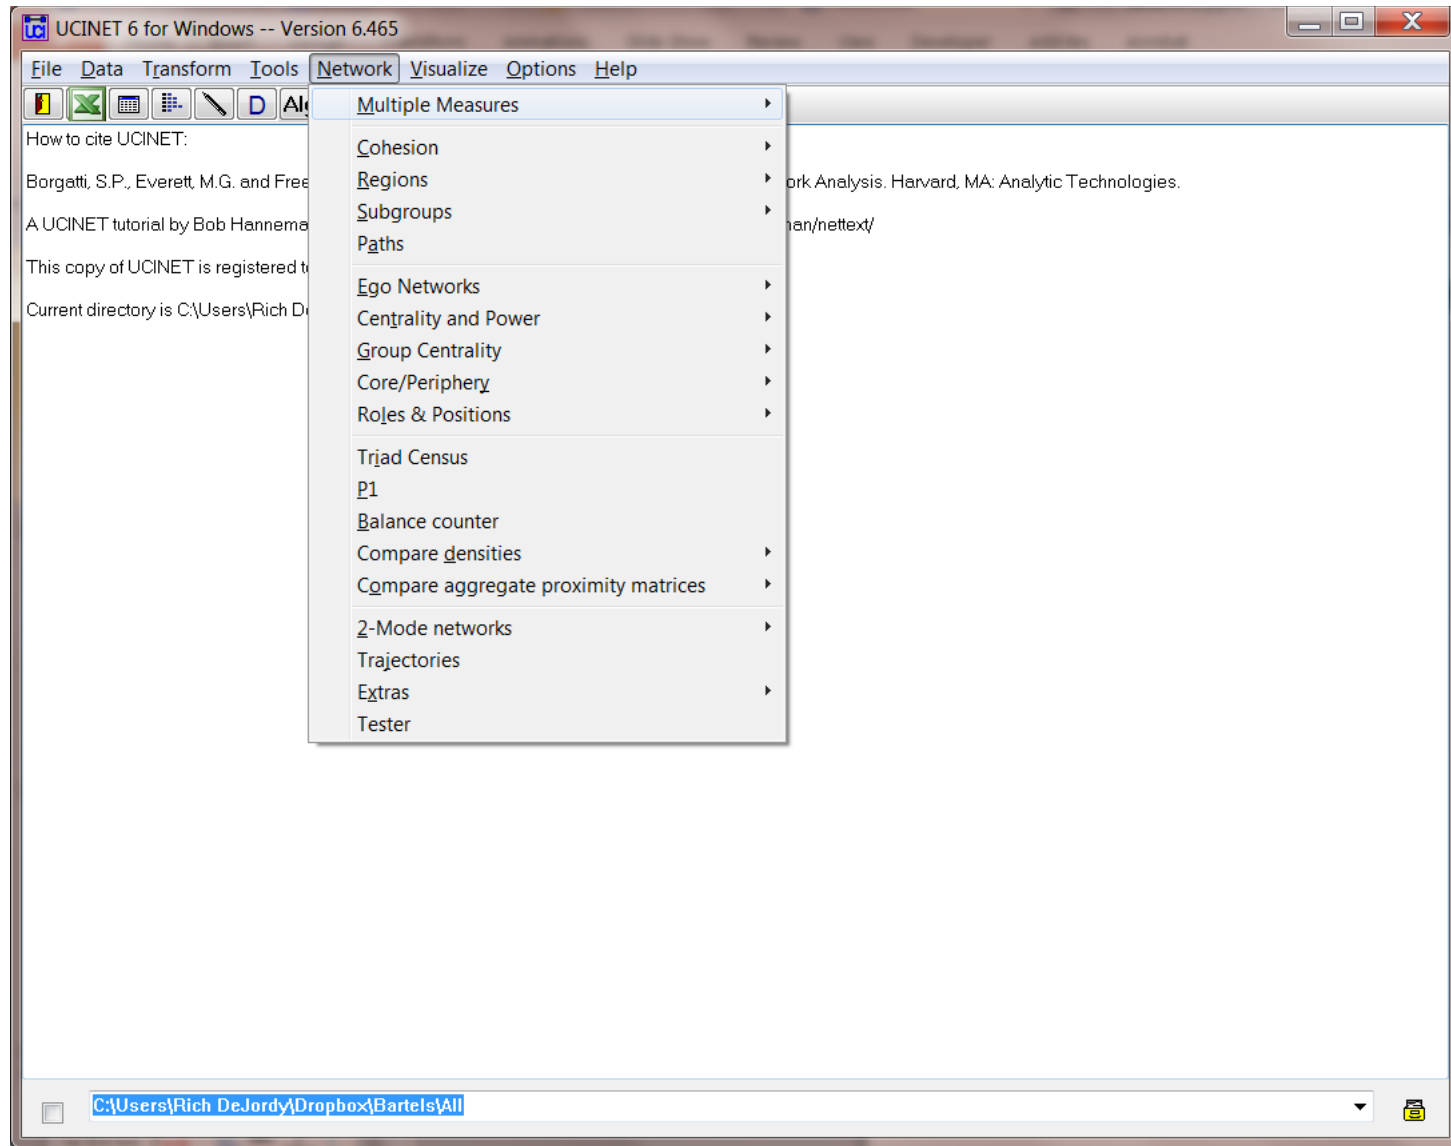 UCINET 6 for Windows -- Version 6.465
File Data Transform Tools Network Visualize Options Help
D
How to cite UCINET:
Borgatti, S.P., Everett, M.G. and Free
ork Analysis. Harvard, MA: Analytic Technologies.
A UCINET tutorial by Bob Hannema
nan/nettext/
This copy of UCINET is registered t
Current directory is C:\Users\Rich D
Multiple Measures
Cohesion
Regions
Subgroups
Paths
Ego Networks
Centrality and Power
Group Centrality
Core/Periphery
Roles & Positions
Triad Census
P1
Balance counter
Compare densities
Compare aggregate proximity matrices
2-Mode networks
Trajectories
Extras
Tester
C:\Users\Rich DeJordy\Dropbox\Bartels\All